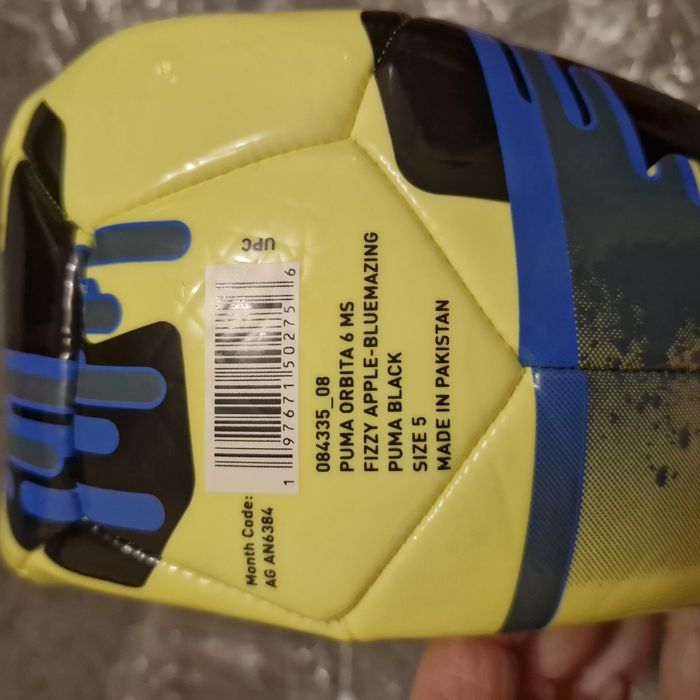 UPC
1 97671 50275 6
084335_08
PUMA ORBITA 6 MS
FIZZY APPLE-BLUEMAZING
PUMA BLACK
SIZE 5
MADE IN PAKISTAN
Month Code:
AG AN6384